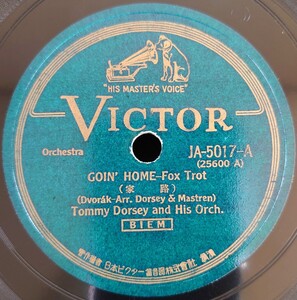 "HIS MASTER'S VOICE"
VICTOR
Orchestra
JA-5017-A
(25600 A)
GOIN' HOME-Fox Trot
(家路)
(Dvorák-Arr. Dorsey & Mastren)
Tommy Dorsey and His Orch.
BIEM
日本ビクター蓄音器株式會社